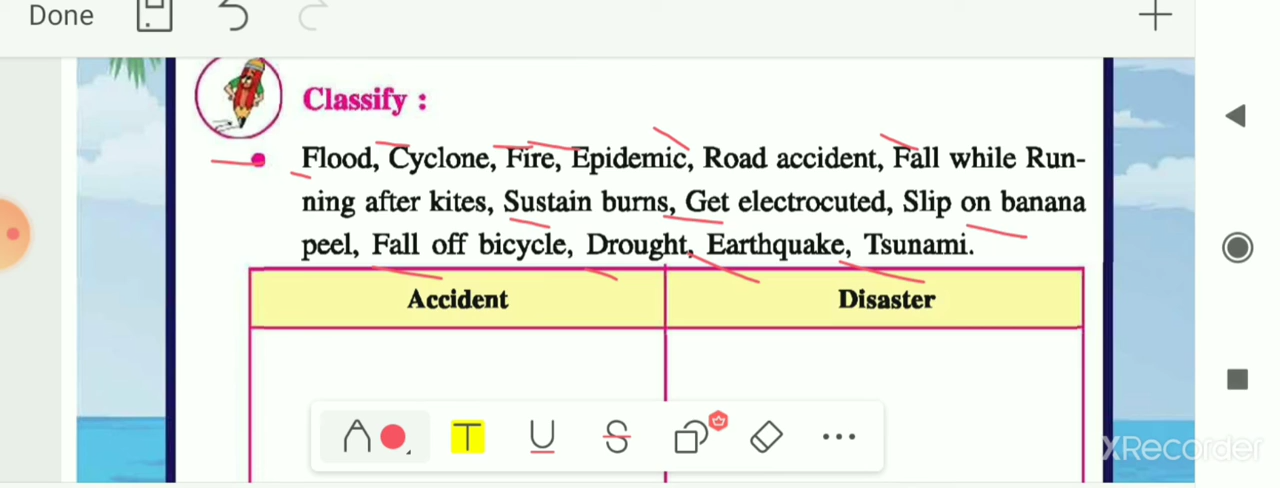 Done
Classify :
Flood, Cyclone, Fire, Epidemic, Road accident, Fall while Run-
ning after kites, Sustain burns, Get electrocuted, Slip on banana
peel, Fall off bicycle, Drought, Earthquake, Tsunami.
Accident Disaster
T U S
XRecorder